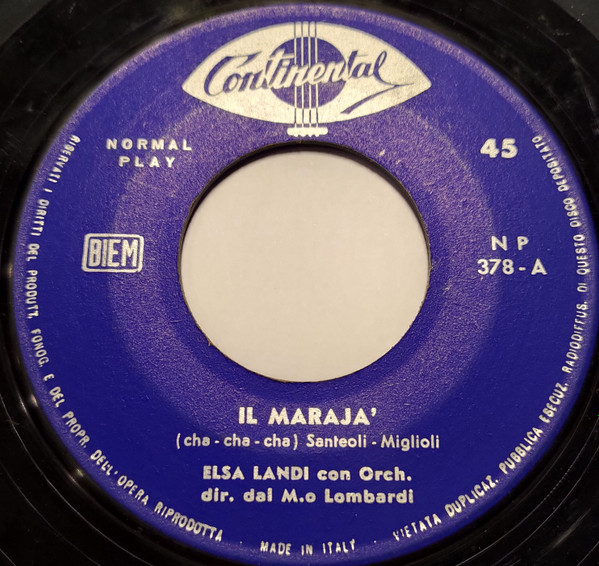 Continental
NORMAL
PLAY
45
BIEM
N P
378-A
IL MARAJA'
(cha-cha-cha) Santeoli-Miglioli
ELSA LANDI con Orch.
dir. dal M.o Lombardi
RISERVATI I DIRITTI DEL PRODUTT. FONOG. E DEL PROPR. DELL'OPERA RIPRODOTTA · MADE IN ITALY · VIETATA DUPLICAZ. PUBBLICA ESECUZ. RADIODIFFUS. DI QUESTO DISCO DEPOSITATO